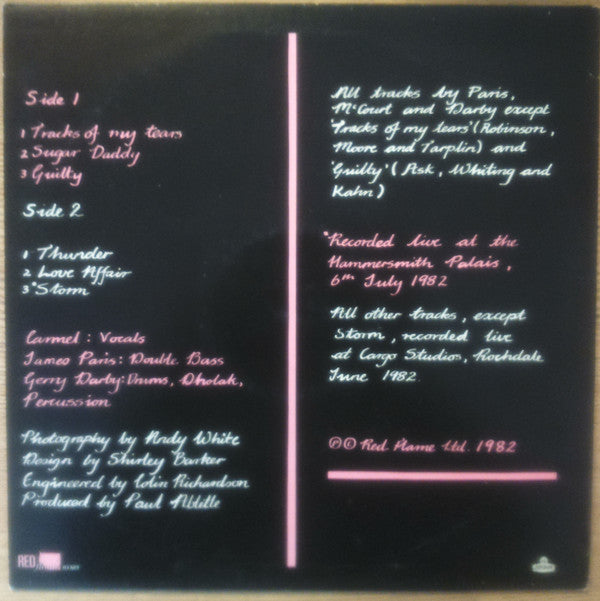 Side 1
1 Tracks of my tears
2 Sugar Daddy
3 Guilty
Side 2
1 Thunder
2 Love Affair
3 *Storm
Carmel : Vocals
James Paris : Double Bass
Gerry Darby : Drums, Dholak,
Percussion
Photography by Andy White
Design by Shirley Barker
Engineered by Colin Richardson
Produced by Paul
All tracks by Paris,
McCourt and Darby except
'Tracks of my tears' (Robinson,
Moore and Tarplin) and
'Guilty' (Ask, Whiting and
Kahn)
*Recorded live at the
Hammersmith Palais,
6th July 1982
All other tracks, except
Storm, recorded live
at Cargo Studios, Rochdale
June 1982.
℗© Red Flame Ltd. 1982
RED